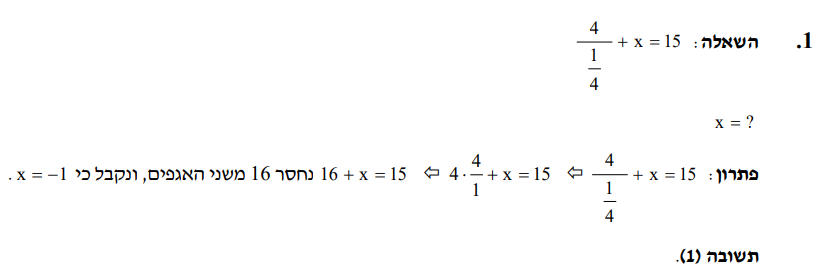 1. השאלה: 4/(1/4) + x = 15
x = ?
פתרון: 4/(1/4) + x = 15 ⇦ 4 · 4/1 + x = 15 ⇦ 16 + x = 15 נחסר 16 משני האגפים, ונקבל כי x = −1.
תשובה (1).